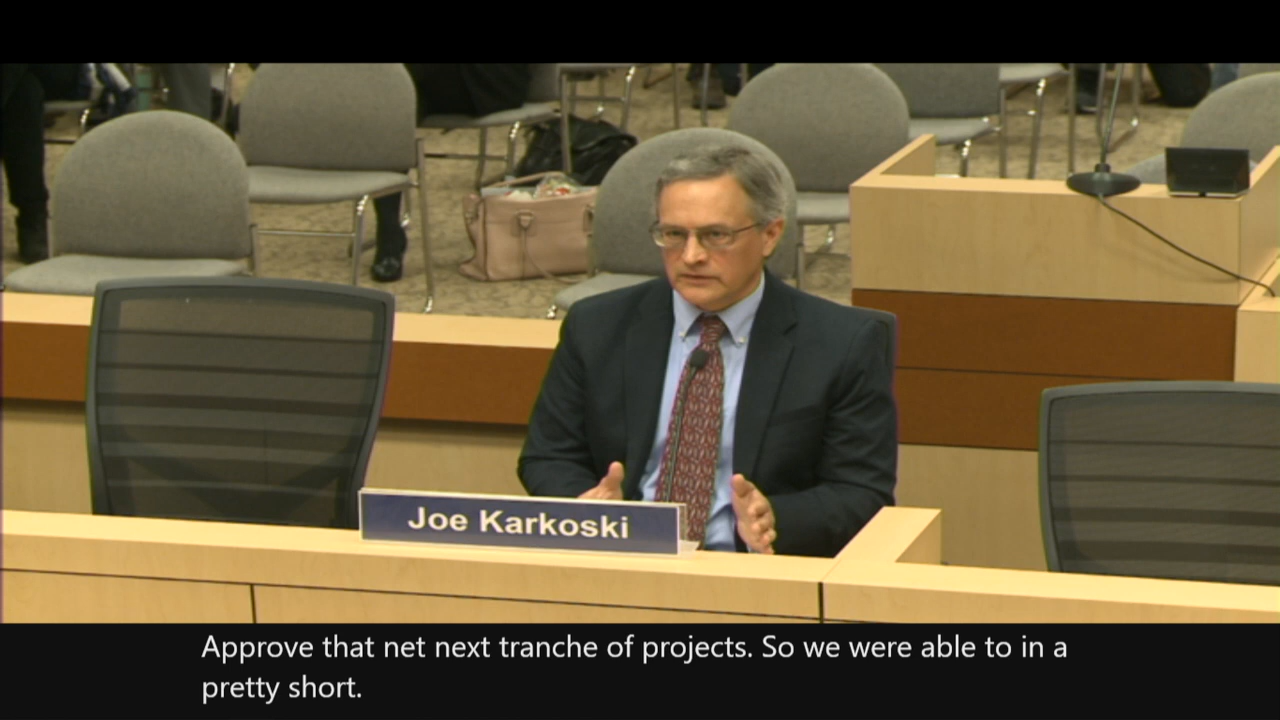 Joe Karkoski
Approve that net next tranche of projects. So we were able to in a
pretty short.